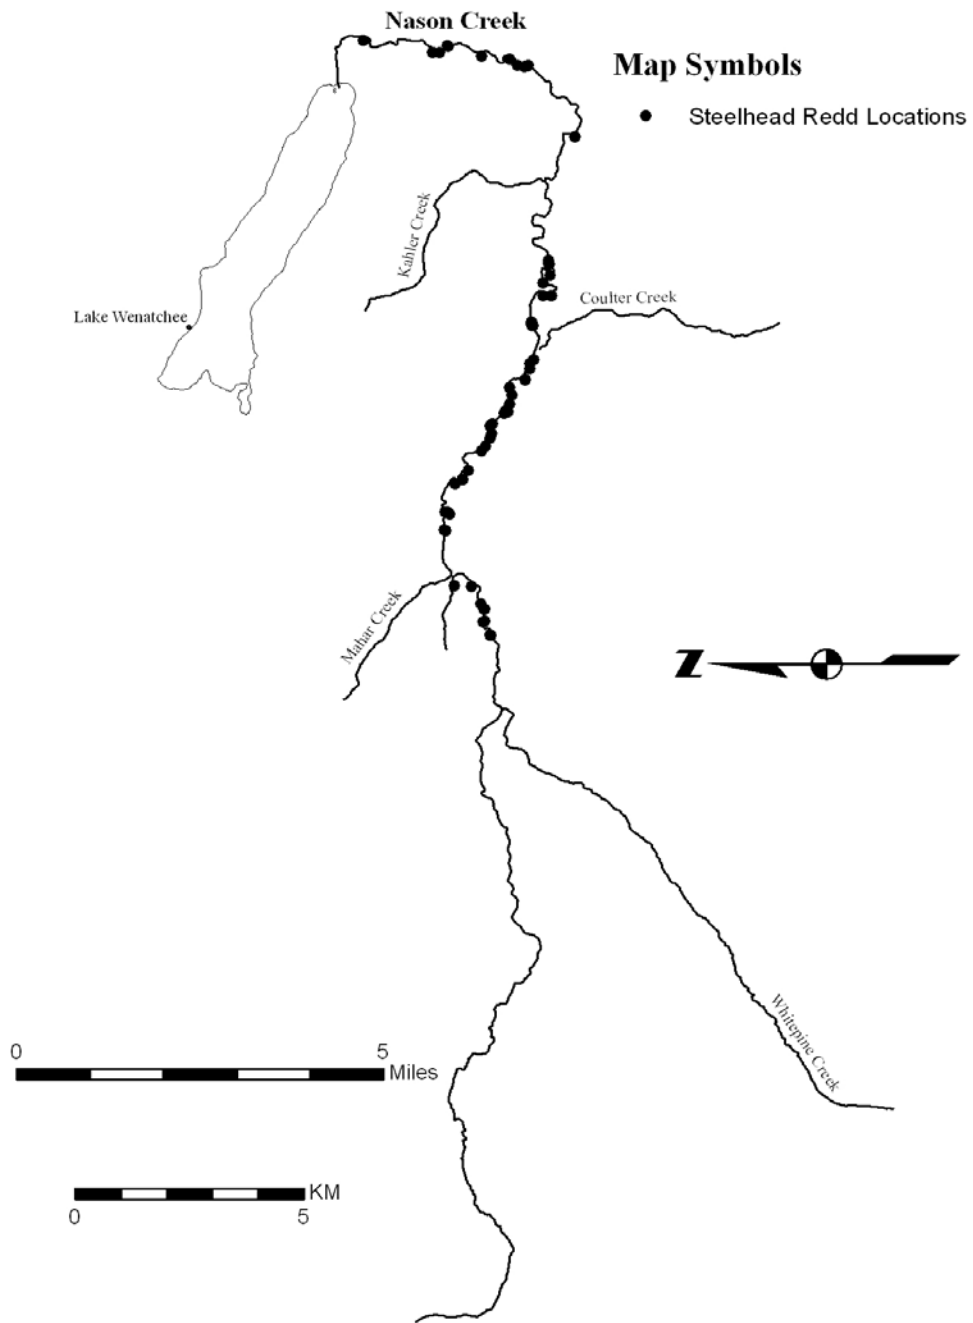 Nason Creek
Map Symbols
Steelhead Redd Locations
Kahler Creek
Coulter Creek
Lake Wenatchee
Mahar Creek
N
Whitepine Creek
0 5
Miles
KM
0 5